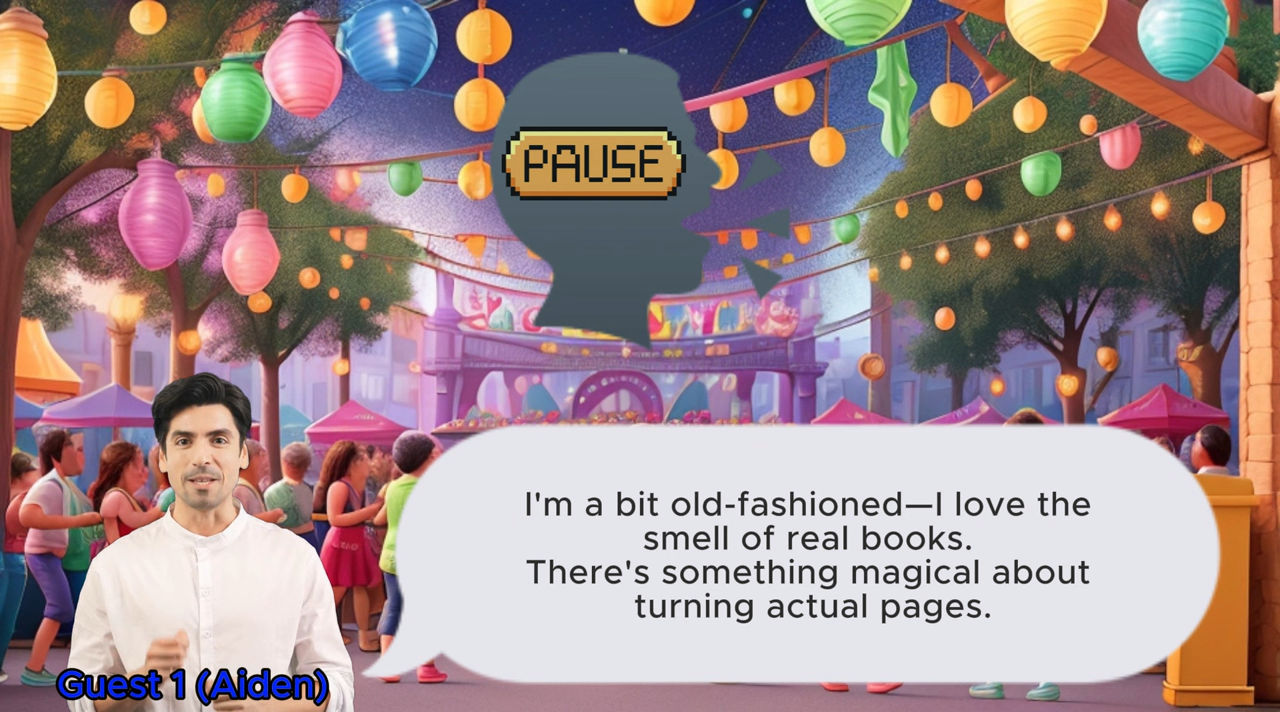 PAUSE
I'm a bit old-fashioned—I love the
smell of real books.
There's something magical about
turning actual pages.
Guest 1 (Aiden)